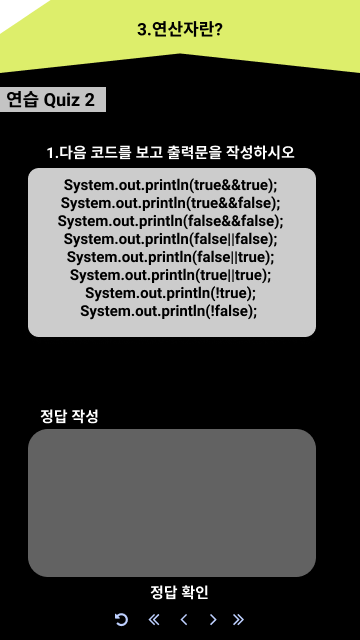 3.연산자란?
연습 Quiz 2
1.다음 코드를 보고 출력문을 작성하시오
System.out.println(true&&true);
System.out.println(true&&false);
System.out.println(false&&false);
System.out.println(false||false);
System.out.println(false||true);
System.out.println(true||true);
System.out.println(!true);
System.out.println(!false);
정답 작성
정답 확인